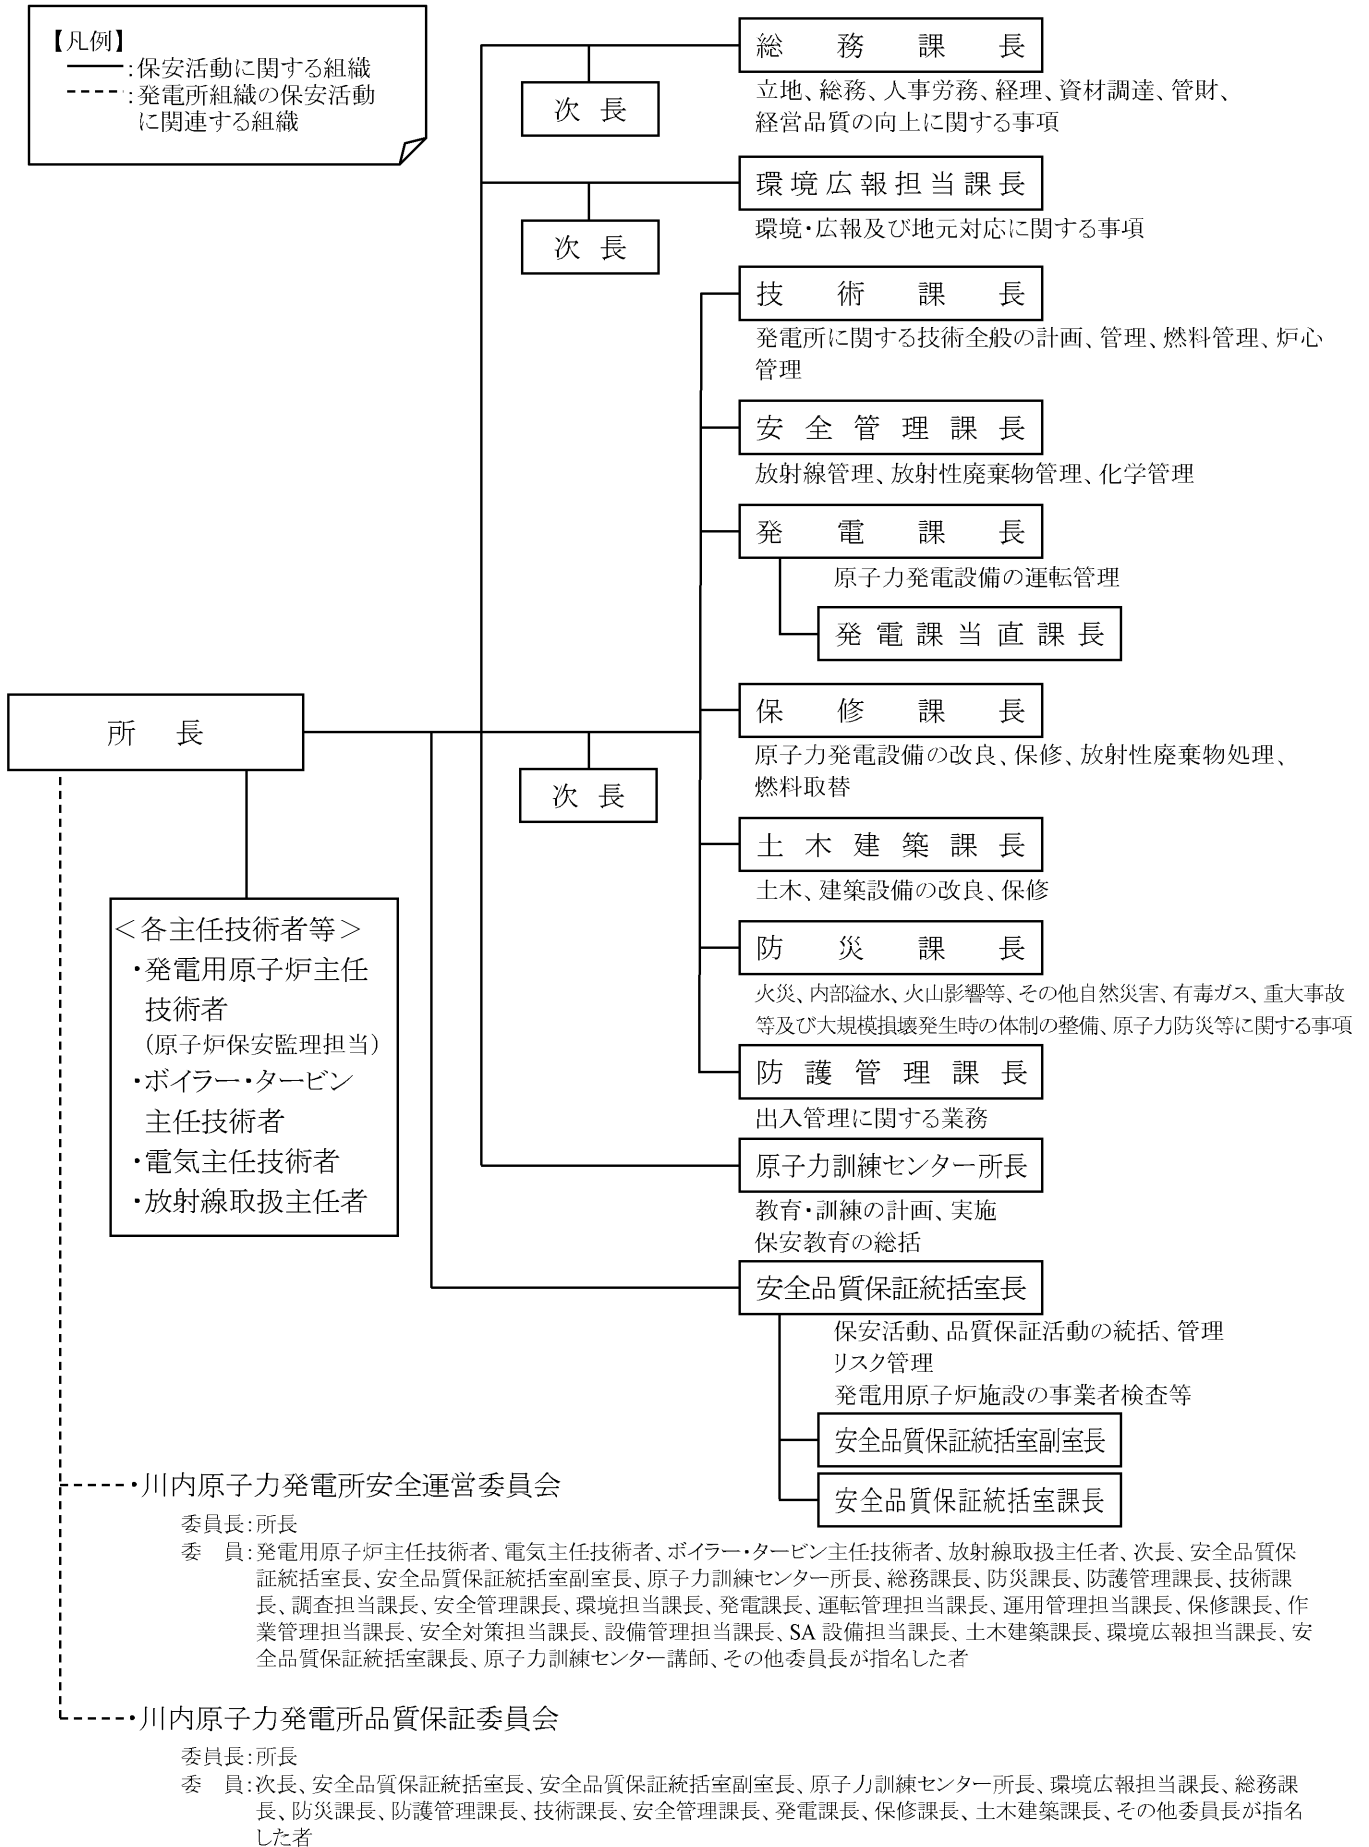 【凡例】
:保安活動に関する組織
:発電所組織の保安活動
に関連する組織
総務課長
次長
立地、総務、人事労務、経理、資材調達、管財、
経営品質の向上に関する事項
環境広報担当課長
次長
環境・広報及び地元対応に関する事項
技術課長
発電所に関する技術全般の計画、管理、燃料管理、炉心
管理
安全管理課長
放射線管理、放射性廃棄物管理、化学管理
発電課長
原子力発電設備の運転管理
発電課当直課長
所長
保修課長
原子力発電設備の改良、保修、放射性廃棄物処理、
燃料取替
次長
土木建築課長
土木、建築設備の改良、保修
防災課長
火災、内部溢水、火山影響等、その他自然災害、有毒ガス、重大事故
等及び大規模損壊発生時の体制の整備、原子力防災等に関する事項
防護管理課長
出入管理に関する業務
原子力訓練センター所長
教育・訓練の計画、実施
保安教育の総括
安全品質保証統括室長
保安活動、品質保証活動の統括、管理
リスク管理
発電用原子炉施設の事業者検査等
安全品質保証統括室副室長
安全品質保証統括室課長
＜各主任技術者等＞
・発電用原子炉主任
技術者
(原子炉保安監理担当)
・ボイラー・タービン
主任技術者
・電気主任技術者
・放射線取扱主任者
・川内原子力発電所安全運営委員会
委員長:所長
委　員:発電用原子炉主任技術者、電気主任技術者、ボイラー・タービン主任技術者、放射線取扱主任者、次長、安全品質保
証統括室長、安全品質保証統括室副室長、原子力訓練センター所長、総務課長、防災課長、防護管理課長、技術課
長、調査担当課長、安全管理課長、環境担当課長、発電課長、運転管理担当課長、運用管理担当課長、保修課長、作
業管理担当課長、安全対策担当課長、設備管理担当課長、SA 設備担当課長、土木建築課長、環境広報担当課長、安
全品質保証統括室課長、原子力訓練センター講師、その他委員長が指名した者
・川内原子力発電所品質保証委員会
委員長:所長
委　員:次長、安全品質保証統括室長、安全品質保証統括室副室長、原子力訓練センター所長、環境広報担当課長、総務課
長、防災課長、防護管理課長、技術課長、安全管理課長、発電課長、保修課長、土木建築課長、その他委員長が指名
した者